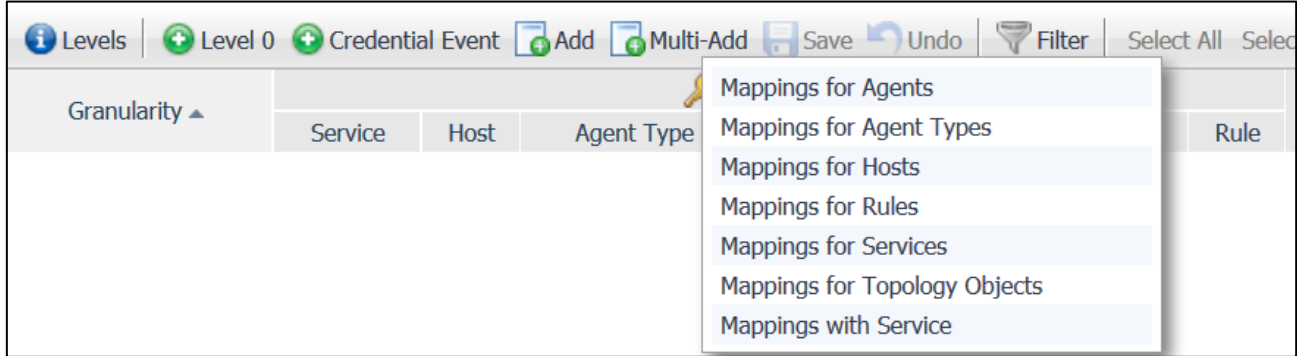 Levels Level 0 Credential Event Add Multi-Add Save Undo Filter Select All Selec
Granularity
Service Host Agent Type Rule
Mappings for Agents
Mappings for Agent Types
Mappings for Hosts
Mappings for Rules
Mappings for Services
Mappings for Topology Objects
Mappings with Service